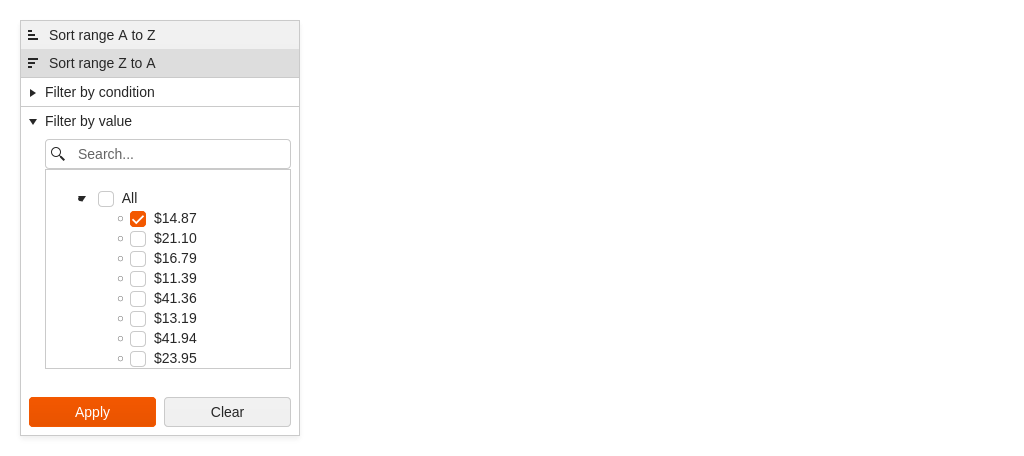 Sort range A to Z
Sort range Z to A
Filter by condition
Filter by value
Search...
All
$14.87
$21.10
$16.79
$11.39
$41.36
$13.19
$41.94
$23.95
Apply Clear